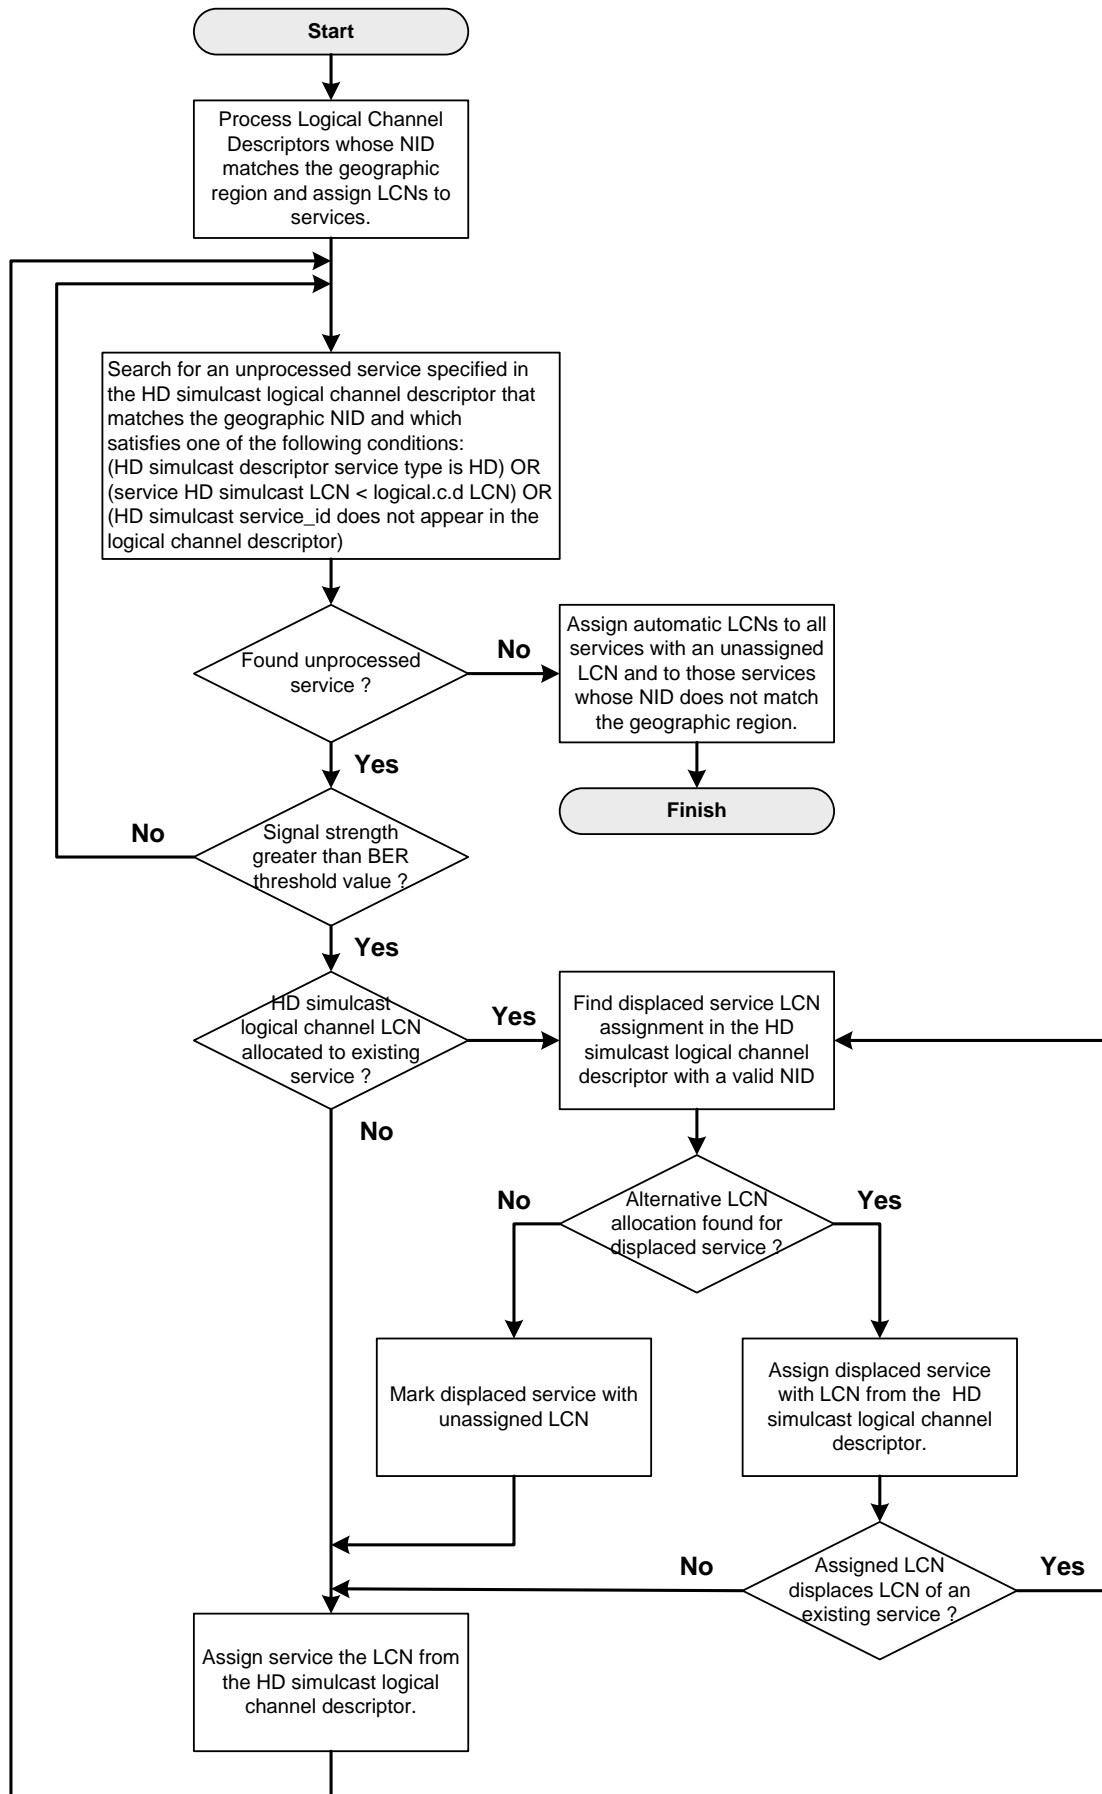 Start
Process Logical Channel
Descriptors whose NID
matches the geographic
region and assign LCNs to
services.
Search for an unprocessed service specified in
the HD simulcast logical channel descriptor that
matches the geographic NID and which
satisfies one of the following conditions:
(HD simulcast descriptor service type is HD) OR
(service HD simulcast LCN < logical.c.d LCN) OR
(HD simulcast service_id does not appear in the
logical channel descriptor)
Found unprocessed
service ?
No
Assign automatic LCNs to all
services with an unassigned
LCN and to those services
whose NID does not match
the geographic region.
Yes
Finish
No
Signal strength
greater than BER
threshold value ?
Yes
HD simulcast
logical channel LCN
allocated to existing
service ?
Yes
Find displaced service LCN
assignment in the HD
simulcast logical channel
descriptor with a valid NID
No
No
Alternative LCN
allocation found for
displaced service ?
Yes
Mark displaced service with
unassigned LCN
Assign displaced service
with LCN from the  HD
simulcast logical channel
descriptor.
No
Assigned LCN
displaces LCN of an
existing service ?
Yes
Assign service the LCN from
the HD simulcast logical
channel descriptor.